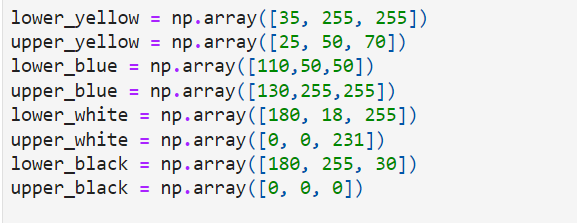 lower_yellow = np.array([35, 255, 255])
upper_yellow = np.array([25, 50, 70])
lower_blue = np.array([110,50,50])
upper_blue = np.array([130,255,255])
lower_white = np.array([180, 18, 255])
upper_white = np.array([0, 0, 231])
lower_black = np.array([180, 255, 30])
upper_black = np.array([0, 0, 0])